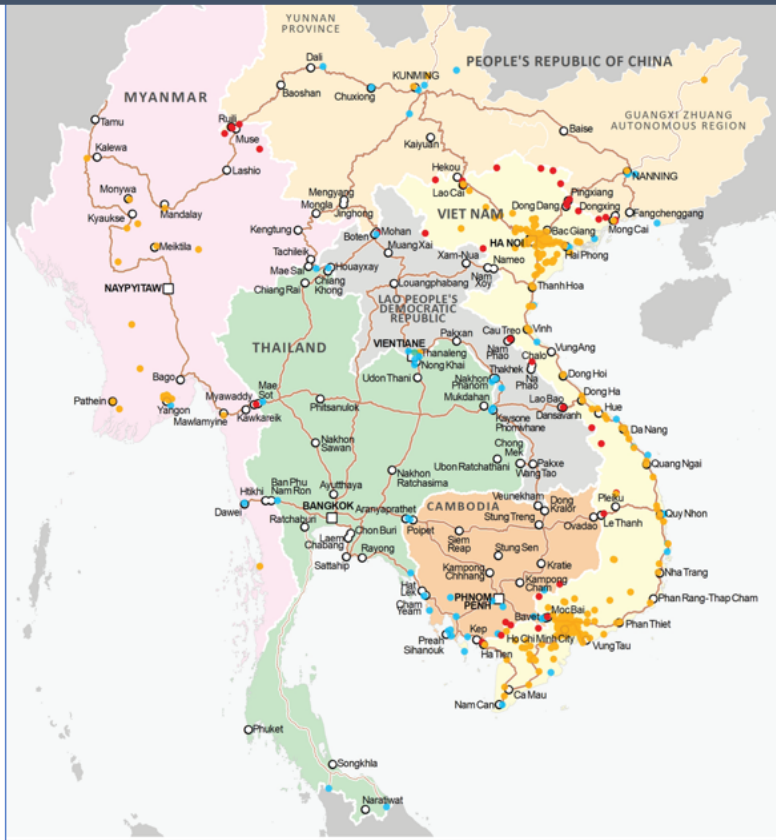 YUNNAN
PROVINCE
PEOPLE'S REPUBLIC OF CHINA
Dali
KUNMING
Baoshan
Chuxiong
MYANMAR
GUANGXI ZHUANG
AUTONOMOUS REGION
Tamu
Ruili
Muse
Baise
Kaiyuan
Kalewa
Lashio
Hekou
NANNING
Lao Cai
Pingxiang
Monywa
Mengyang
Mongla
Jinghong
Dong Dang
Dongxing
Fangchenggang
Kyaukse
Mandalay
VIET NAM
Mong Cai
Kengtung
Boten
Mohan
Bac Giang
HA NOI
Meiktila
Muang Xai
Hai Phong
Tachileik
Xam-Nua
Nameo
Mae Sai
Houayxay
Nam
Xoy
Chiang Rai
Chiang
Khong
Louangphabang
Thanh Hoa
NAYPYITAW
LAO PEOPLE'S
DEMOCRATIC
REPUBLIC
Pakxan
Cau Treo
Vinh
THAILAND
VIENTIANE
Nam
Phao
Vung Ang
Thanaleng
Chalo
Nong Khai
Thakhek
Bago
Udon Thani
Nakhon
Phanom
Na
Phao
Dong Hoi
Mae
Sot
Myawaddy
Mukdahan
Lao Bao
Dong Ha
Pathein
Yangon
Phitsanulok
Hue
Mawlamyine
Kawkareik
Kaysone
Phomvihane
Dansavanh
Da Nang
Nakhon
Sawan
Chong
Mek
Quang Ngai
Nakhon
Ratchasima
Ubon Ratchathani
Pakxe
Wang Tao
Htikhi
Ban Phu
Nam Ron
Ayutthaya
Veunekham
Dong
Kralor
Pleiku
BANGKOK
Aranyaprathet
CAMBODIA
Dawei
Quy Nhon
Ratchaburi
Poipet
Stung Treng
Ovadao
Le Thanh
Chon Buri
Laem
Chabang
Siem
Reap
Stung Sen
Sattahip
Rayong
Kampong
Chhnang
Kratie
Nha Trang
Hat
Lek
Kampong
Cham
PHNOM
PENH
Phan Rang-Thap Cham
Cham
Yeam
Bavet
Moc Bai
Phan Thiet
Preah
Sihanouk
Kep
Ho Chi Minh City
Vung Tau
Ha Tien
Ca Mau
Nam Can
Phuket
Songkhla
Naratiwat